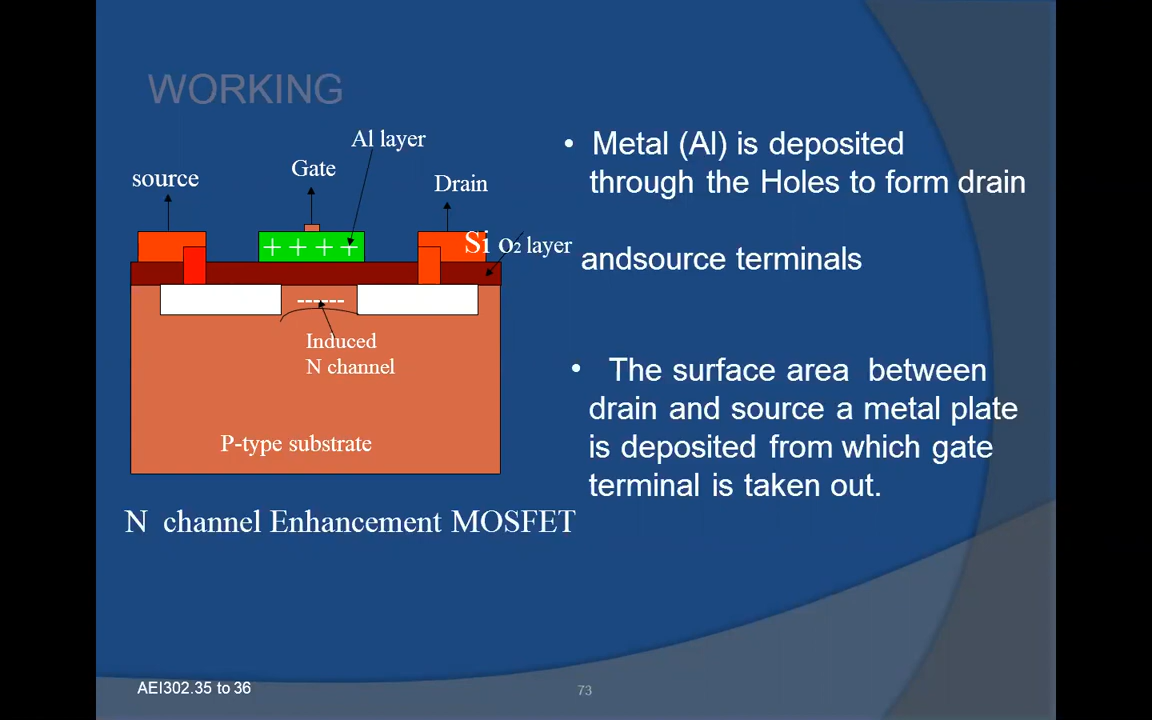 WORKING
Al layer
Gate
source
Drain
+ + + +
Si o₂ layer
------
Induced
N channel
P-type substrate
N channel Enhancement MOSFET
• Metal (Al) is deposited
through the Holes to form drain
andsource terminals
• The surface area between
drain and source a metal plate
is deposited from which gate
terminal is taken out.
AEI302.35 to 36
73